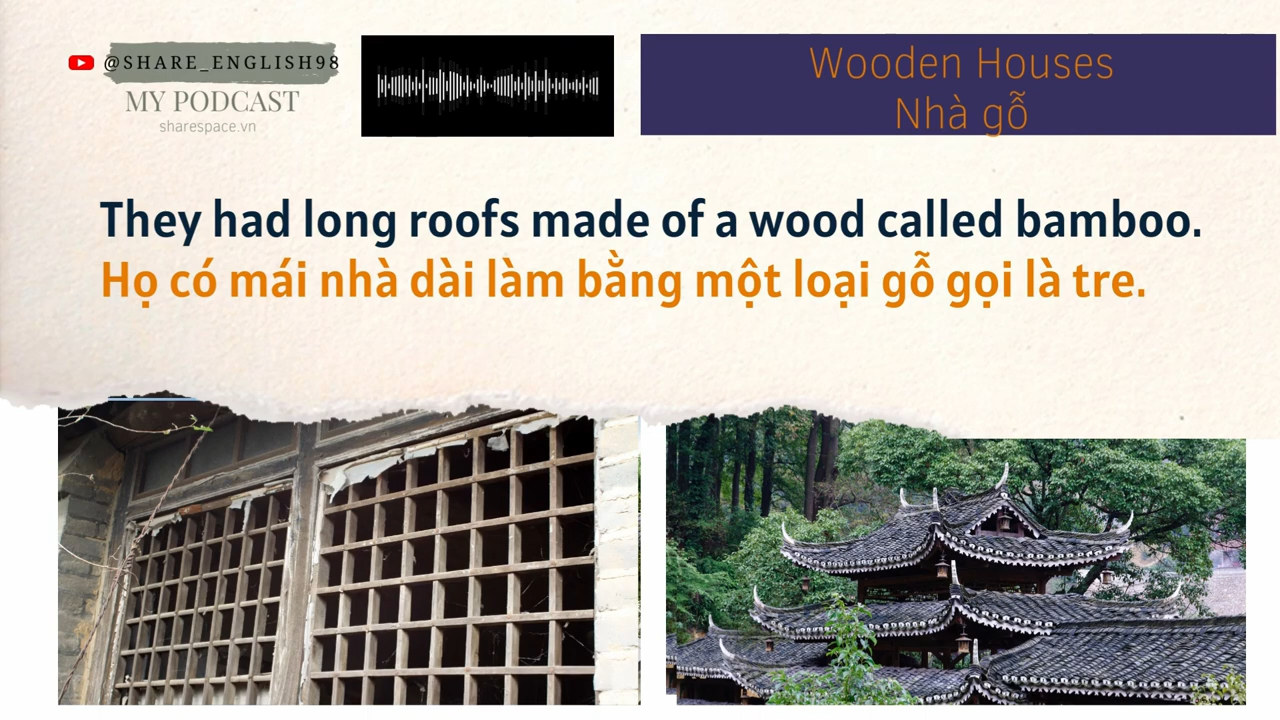 @SHARE_ENGLISH98
MY PODCAST
sharespace.vn
Wooden Houses
Nhà gỗ
They had long roofs made of a wood called bamboo.
Họ có mái nhà dài làm bằng một loại gỗ gọi là tre.